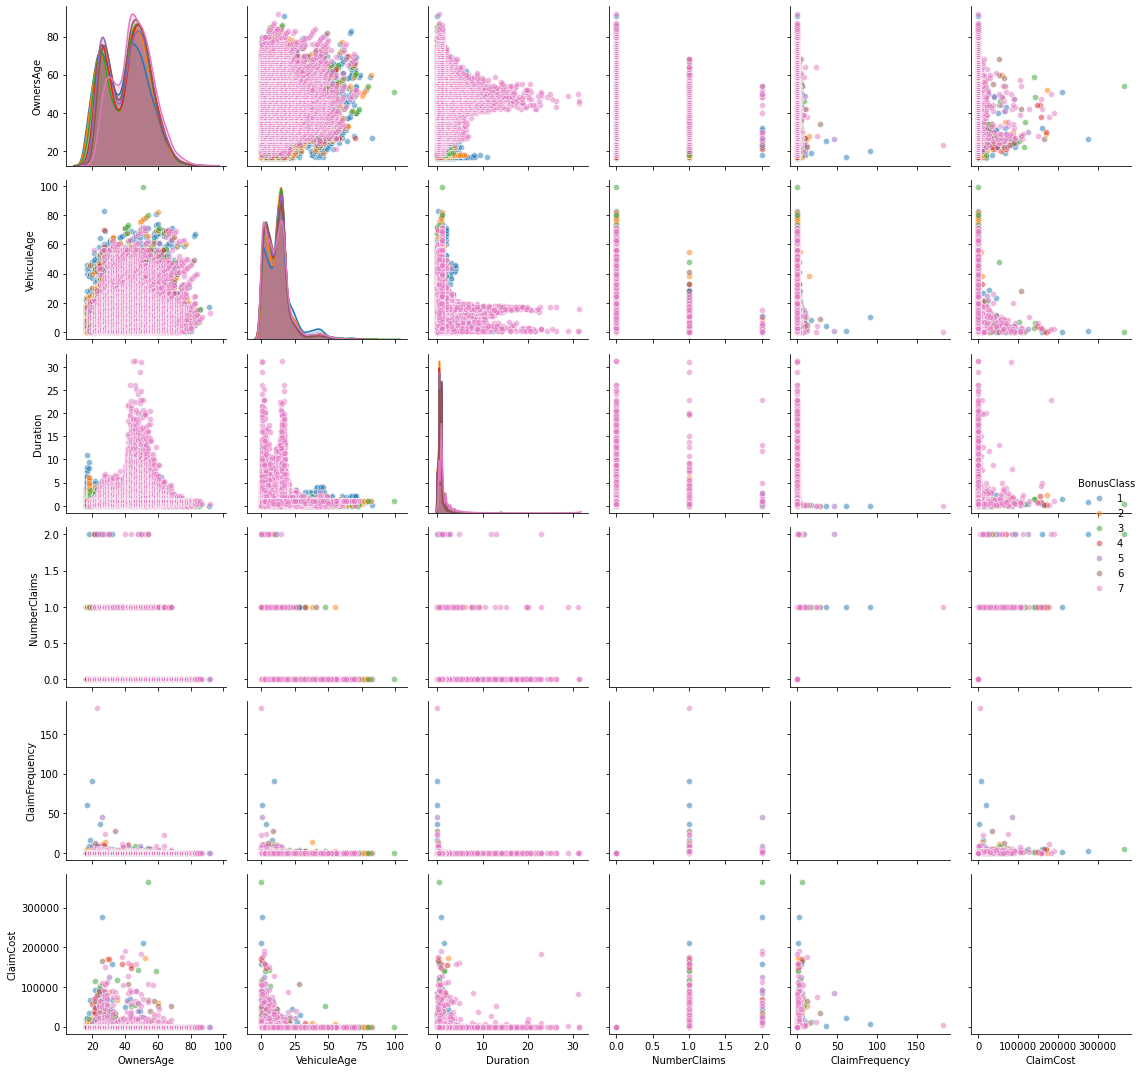 80
60
40
20
OwnersAge
100
80
60
40
20
0
VehiculeAge
30
25
20
15
10
5
0
Duration
BonusClass
1
2
3
4
5
6
7
2.0
1.5
1.0
0.5
0.0
NumberClaims
150
100
50
0
ClaimFrequency
300000
200000
100000
0
ClaimCost
20 40 60 80 100
0 25 50 75 100
0 10 20 30
0.0 0.5 1.0 1.5 2.0
0 50 100 150
0 100000 200000 300000
OwnersAge
VehiculeAge
Duration
NumberClaims
ClaimFrequency
ClaimCost